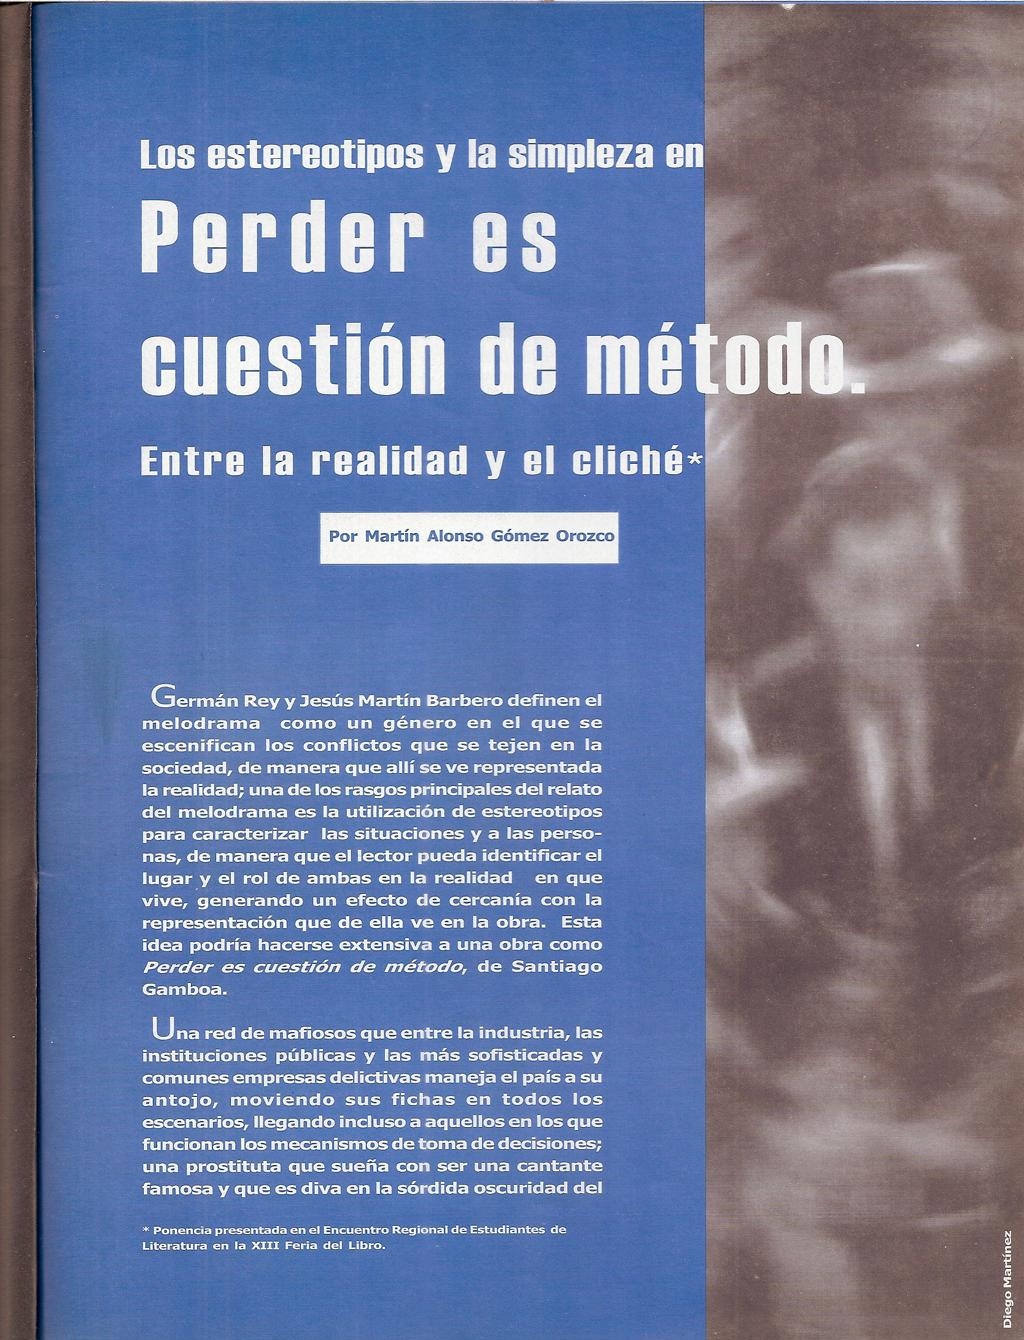 Los estereotipos y la simpleza en
Perder es
cuestión de método.
Entre la realidad y el cliché*
Por Martín Alonso Gómez Orozco
Germán Rey y Jesús Martín Barbero definen el
melodrama como un género en el que se
escenifican los conflictos que se tejen en la
sociedad, de manera que allí se ve representada
la realidad; una de los rasgos principales del relato
del melodrama es la utilización de estereotipos
para caracterizar las situaciones y a las perso-
nas, de manera que el lector pueda identificar el
lugar y el rol de ambas en la realidad en que
vive, generando un efecto de cercanía con la
representación que de ella ve en la obra. Esta
idea podría hacerse extensiva a una obra como
Perder es cuestión de método, de Santiago
Gamboa.
Una red de mafiosos que entre la industria, las
instituciones públicas y las más sofisticadas y
comunes empresas delictivas maneja el país a su
antojo, moviendo sus fichas en todos los
escenarios, llegando incluso a aquellos en los que
funcionan los mecanismos de toma de decisiones;
una prostituta que sueña con ser una cantante
famosa y que es diva en la sórdida oscuridad del
* Ponencia presentada en el Encuentro Regional de Estudiantes de
Literatura en la XIII Feria del Libro.
Diego Martínez